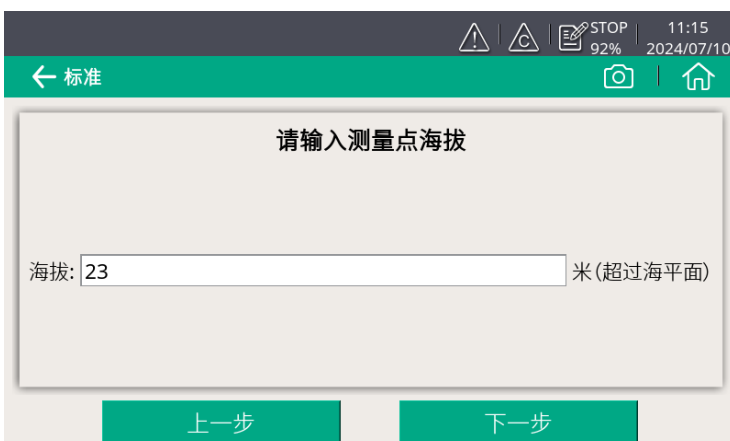 STOP 11:15
92% 2024/07/10
标准
请输入测量点海拔
海拔: 23 米(超过海平面)
上一步 下一步